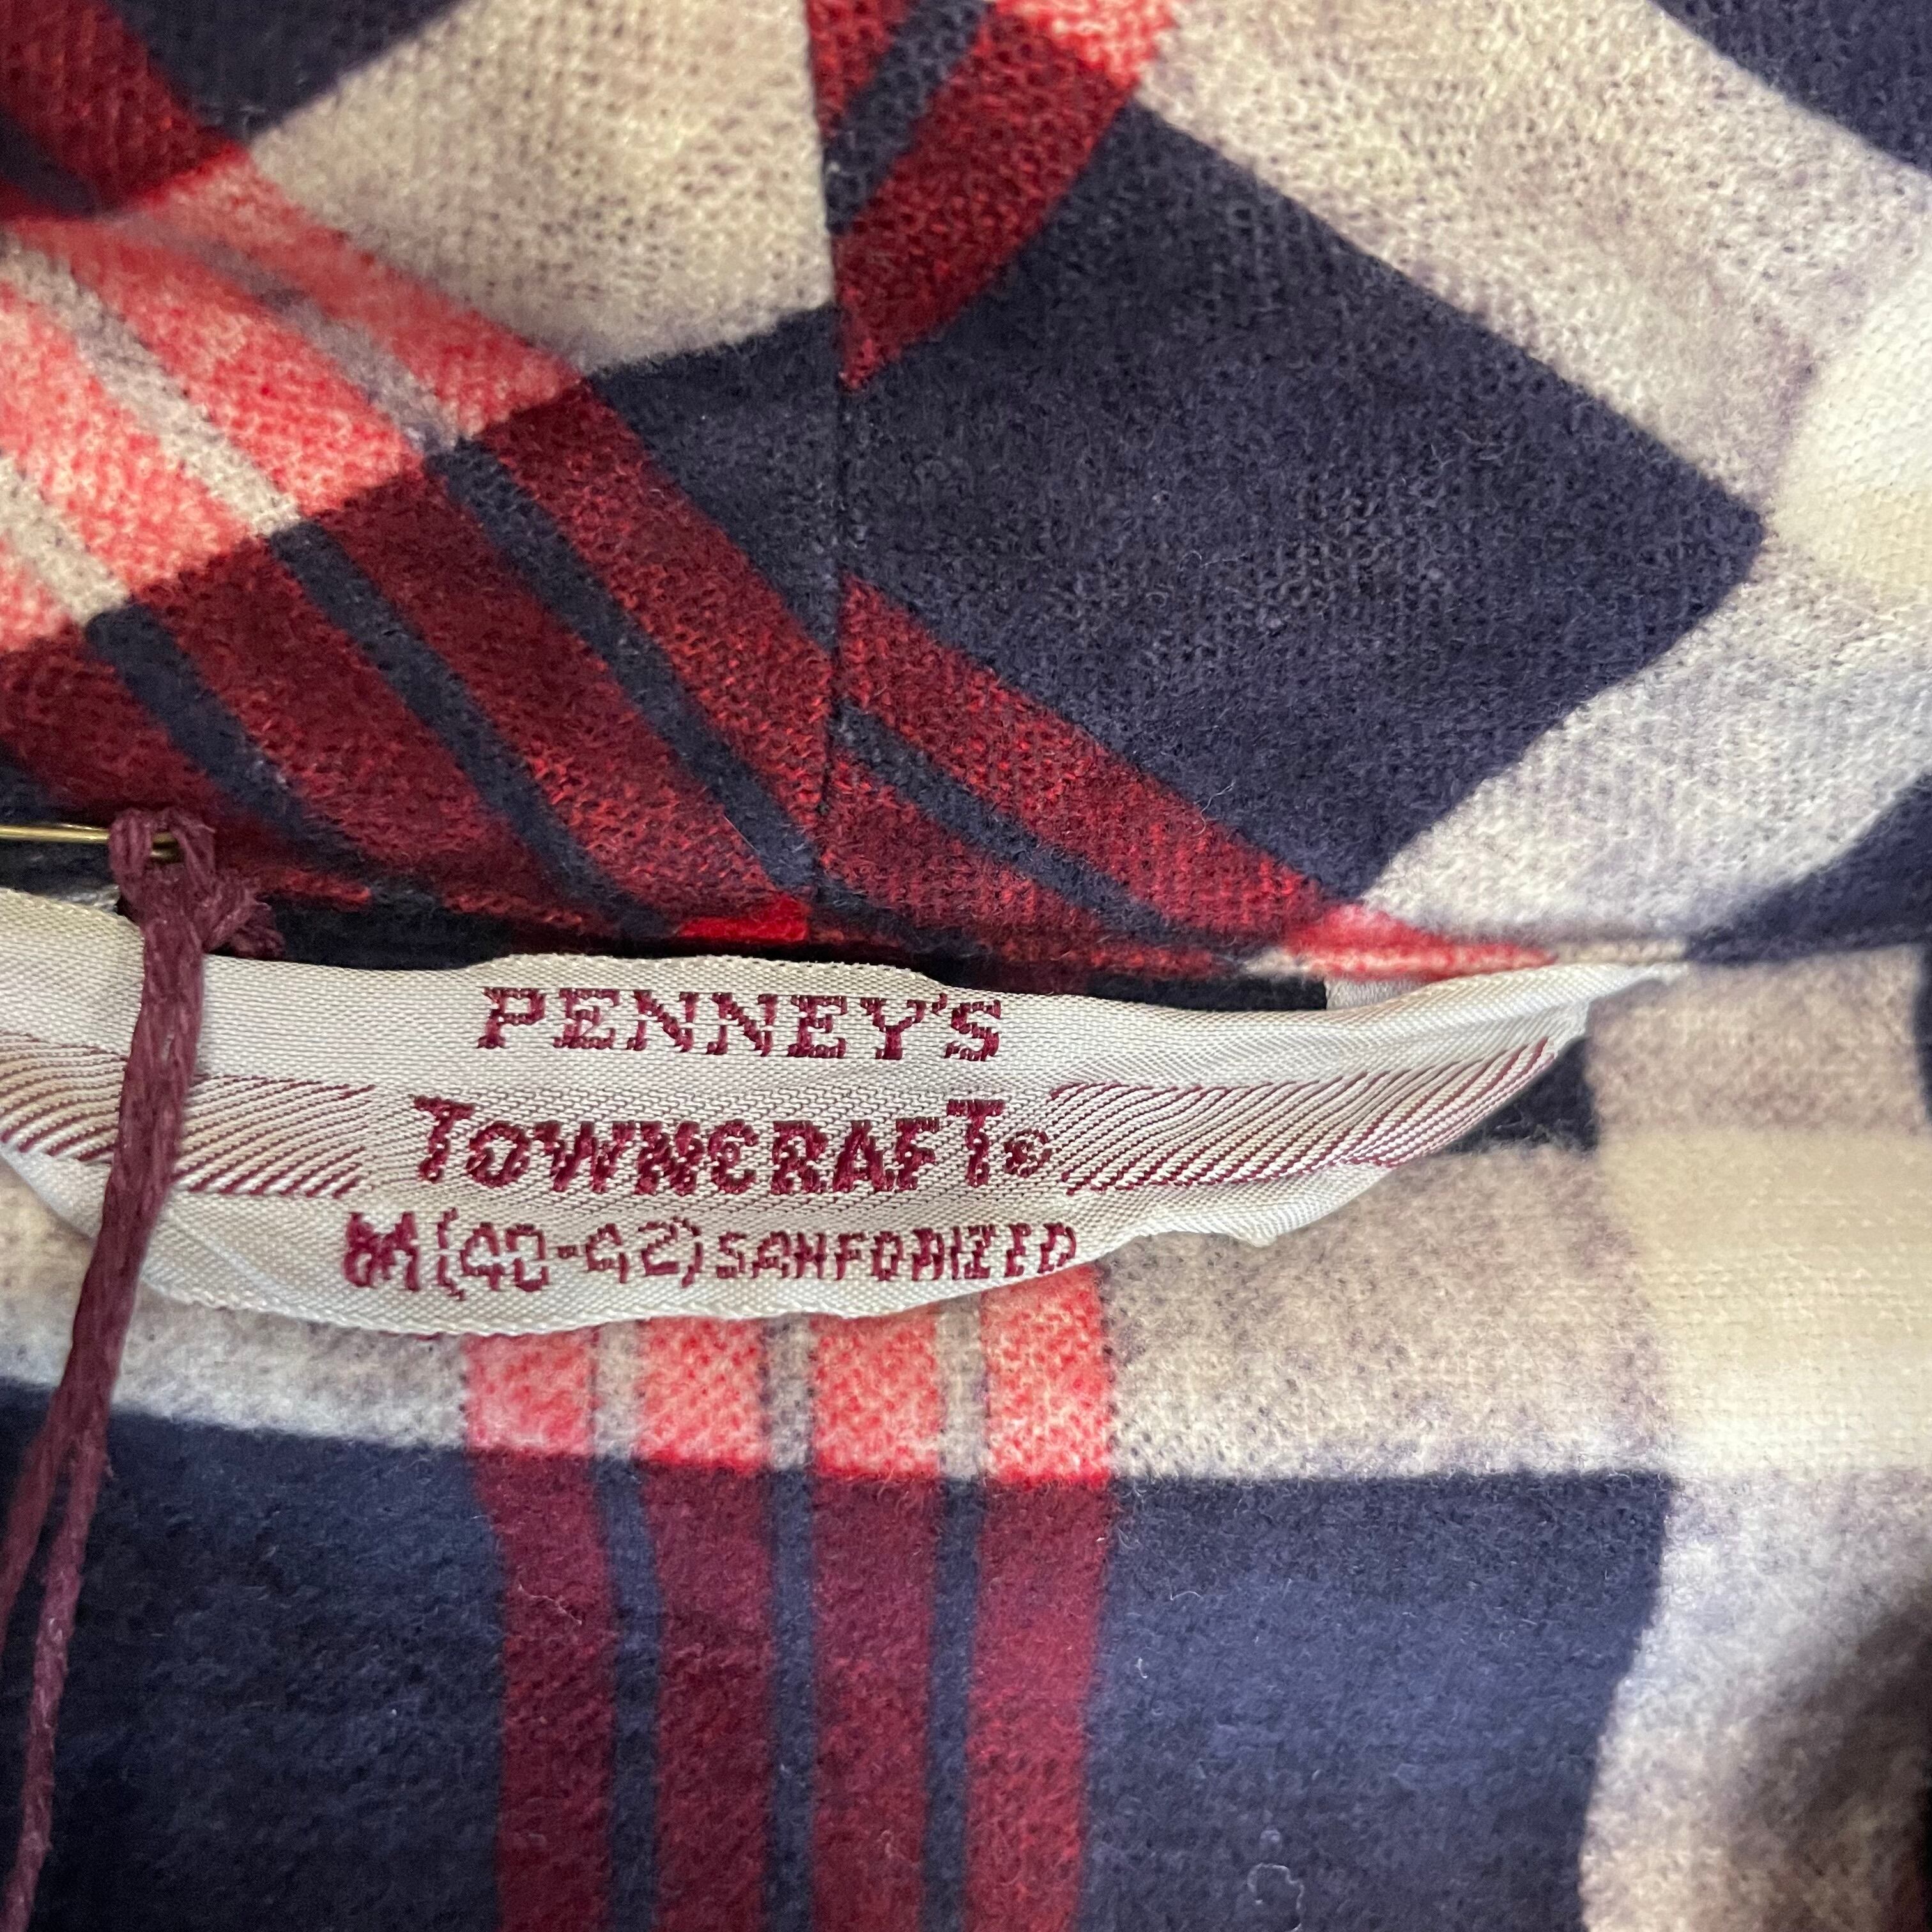 PENNEY'S
TOWNCRAFT®
M(40-42)SANFORIZED